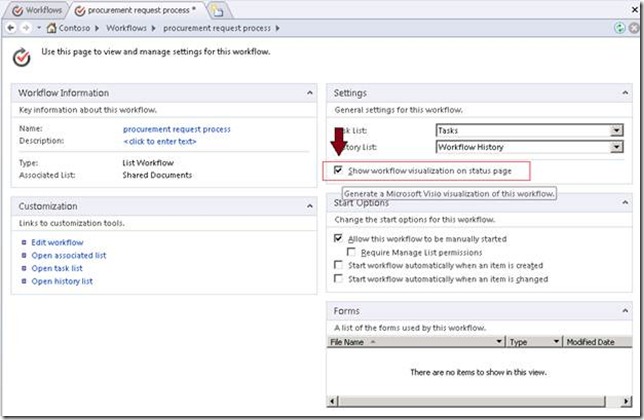 Workflows
procurement request process *
Contoso
Workflows
procurement request process
Use this page to view and manage settings for this workflow.
Workflow Information
Key information about this workflow.
Name:
procurement request process
Description:
<click to enter text>
Type:
List Workflow
Associated List:
Shared Documents
Customization
Links to customization tools.
Edit workflow
Open associated list
Open task list
Open history list
Settings
General settings for this workflow.
List:
Tasks
tory List:
Workflow History
Show workflow visualization on status page
Generate a Microsoft Visio visualization of this workflow.
Start Options
Change the start options for this workflow.
Allow this workflow to be manually started
Require Manage List permissions
Start workflow automatically when an item is created
Start workflow automatically when an item is changed
Forms
A list of the forms used by this workflow.
File Name
Type
Modified Date
There are no items to show in this view.